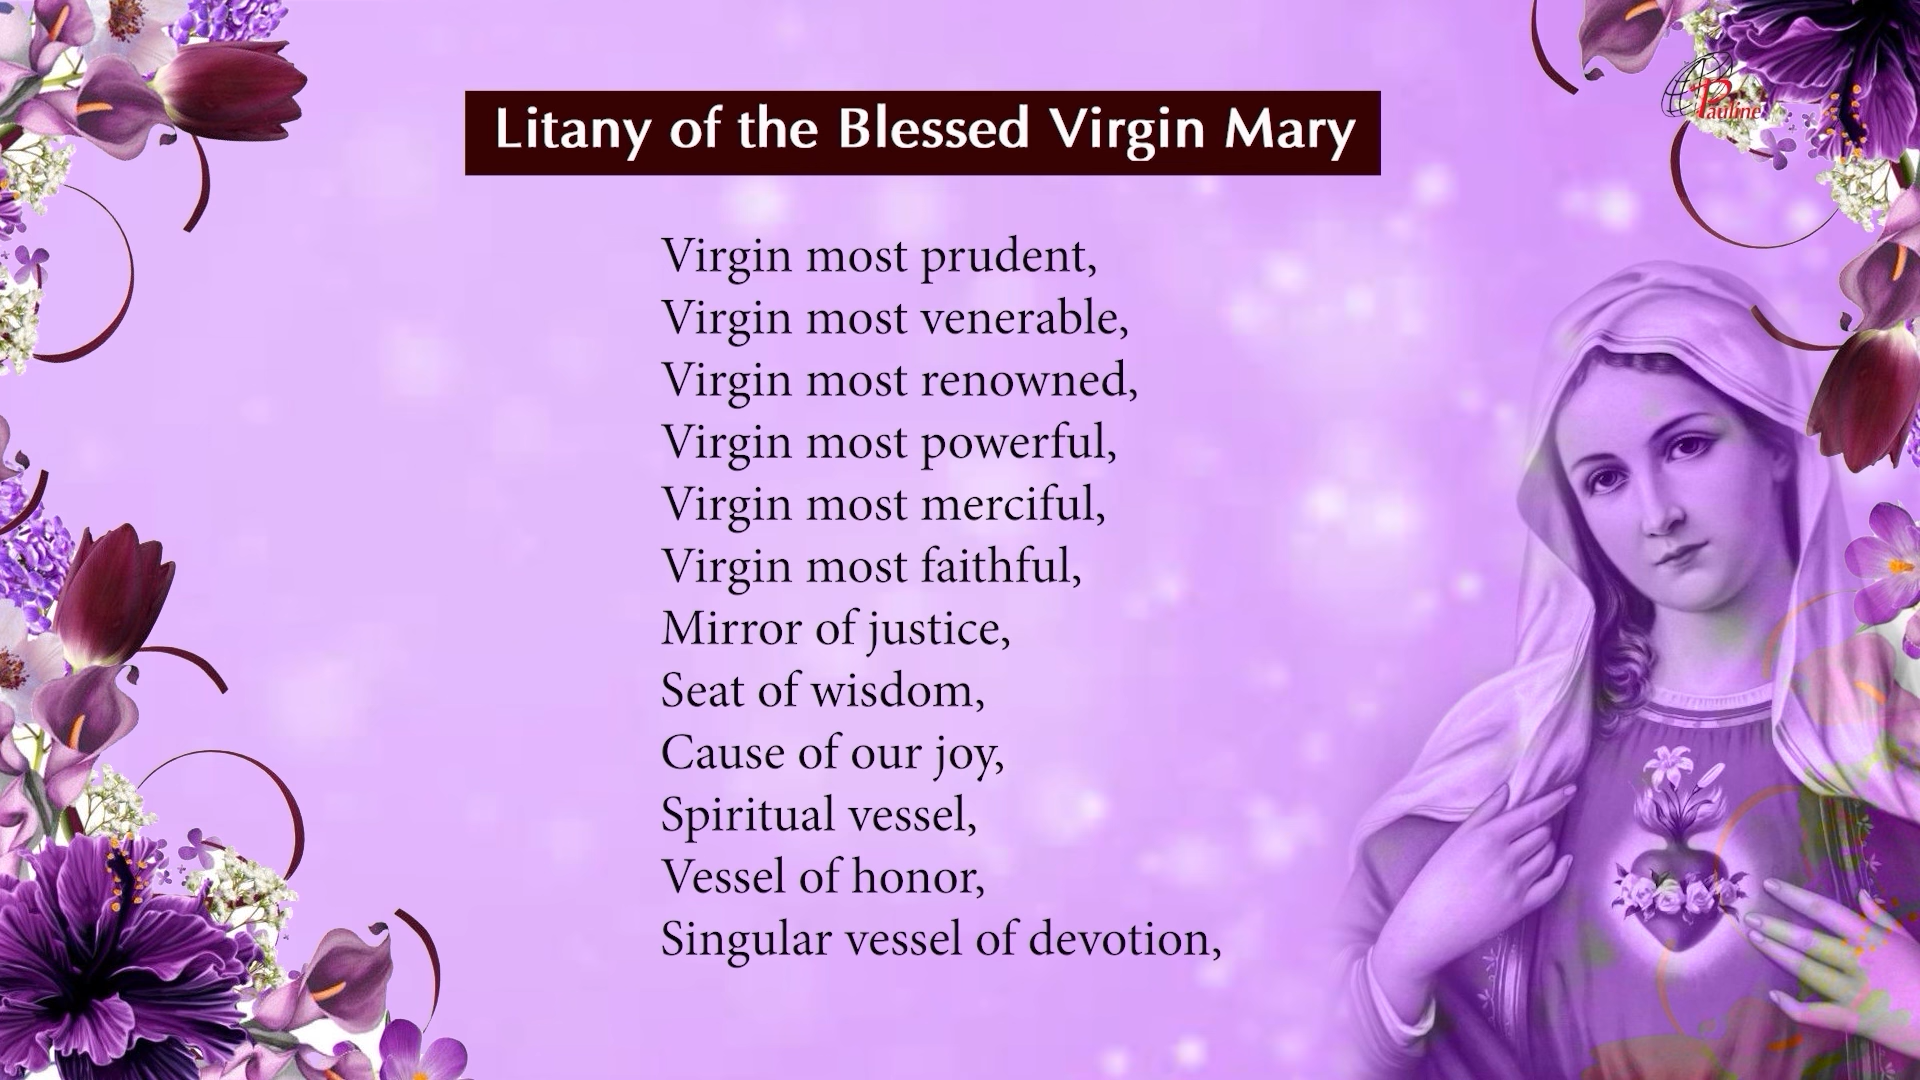 Litany of the Blessed Virgin Mary
Pauline
Virgin most prudent,
Virgin most venerable,
Virgin most renowned,
Virgin most powerful,
Virgin most merciful,
Virgin most faithful,
Mirror of justice,
Seat of wisdom,
Cause of our joy,
Spiritual vessel,
Vessel of honor,
Singular vessel of devotion,